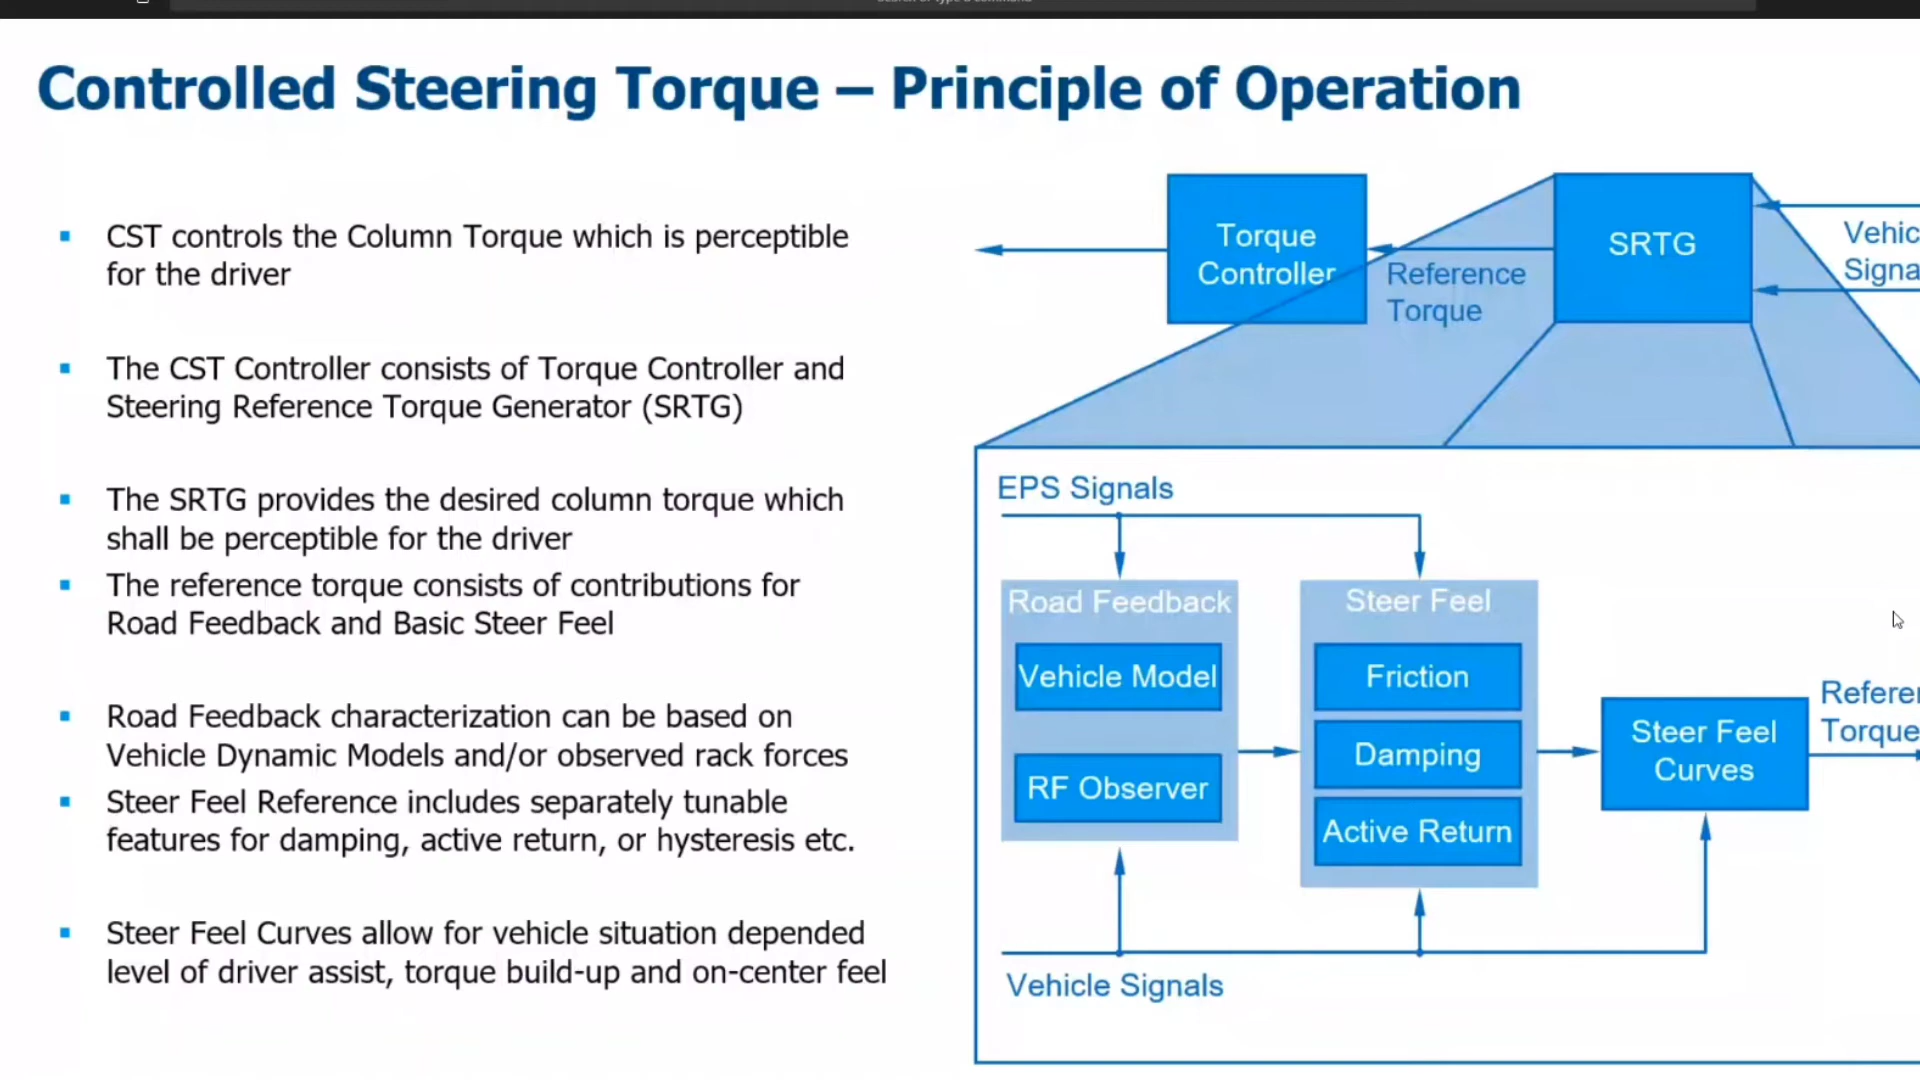 Controlled Steering Torque – Principle of Operation
CST controls the Column Torque which is perceptible
for the driver
The CST Controller consists of Torque Controller and
Steering Reference Torque Generator (SRTG)
The SRTG provides the desired column torque which
shall be perceptible for the driver
The reference torque consists of contributions for
Road Feedback and Basic Steer Feel
Road Feedback characterization can be based on
Vehicle Dynamic Models and/or observed rack forces
Steer Feel Reference includes separately tunable
features for damping, active return, or hysteresis etc.
Steer Feel Curves allow for vehicle situation depended
level of driver assist, torque build-up and on-center feel
Torque
Controller
Reference
Torque
SRTG
Vehic
Signa
EPS Signals
Road Feedback
Vehicle Model
RF Observer
Steer Feel
Friction
Damping
Active Return
Steer Feel
Curves
Refere
Torque
Vehicle Signals